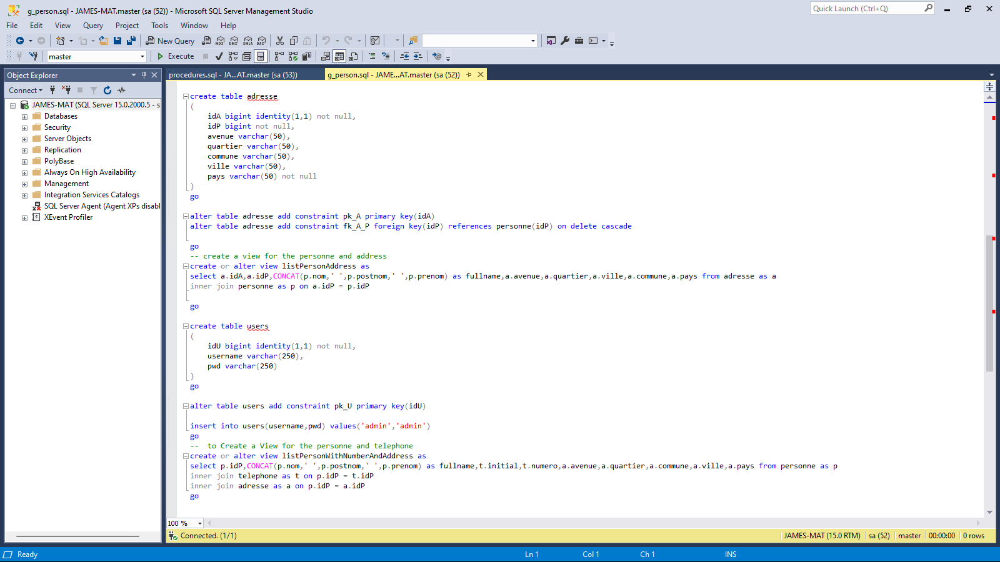 g_person.sql - JAMES-MAT.master (sa (52)) - Microsoft SQL Server Management Studio
Quick Launch (Ctrl+Q)
File Edit View Query Project Tools Window Help
New Query MDX DMX XMLA DAX
master Execute
Object Explorer
Connect
JAMES-MAT (SQL Server 15.0.2000.5 - s
Databases
Security
Server Objects
Replication
PolyBase
Always On High Availability
Management
Integration Services Catalogs
SQL Server Agent (Agent XPs disabl
XEvent Profiler
procedures.sql - JA...AT.master (sa (53)) g_person.sql - JAME...AT.master (sa (52))
create table adresse
(
idA bigint identity(1,1) not null,
idP bigint not null,
avenue varchar(50),
quartier varchar(50),
commune varchar(50),
ville varchar(50),
pays varchar(50) not null
)
go
alter table adresse add constraint pk_A primary key(idA)
alter table adresse add constraint fk_A_P foreign key(idP) references personne(idP) on delete cascade
go
-- create a view for the personne and address
create or alter view listPersonAddress as
select a.idA,a.idP,CONCAT(p.nom,' ',p.postnom,' ',p.prenom) as fullname,a.avenue,a.quartier,a.ville,a.commune,a.pays from adresse as a
inner join personne as p on a.idP = p.idP
go
create table users
(
idU bigint identity(1,1) not null,
username varchar(250),
pwd varchar(250)
)
go
alter table users add constraint pk_U primary key(idU)
insert into users(username,pwd) values('admin','admin')
go
--  to Create a View for the personne and telephone
create or alter view listPersonWithNumberAndAddress as
select p.idP,CONCAT(p.nom,' ',p.postnom,' ',p.prenom) as fullname,t.initial,t.numero,a.avenue,a.quartier,a.commune,a.ville,a.pays from personne as p
inner join telephone as t on p.idP = t.idP
inner join adresse as a on p.idP = a.idP
go
100 %
Connected. (1/1) JAMES-MAT (15.0 RTM) sa (52) master 00:00:00 0 rows
Ready Ln 1 Col 1 Ch 1 INS